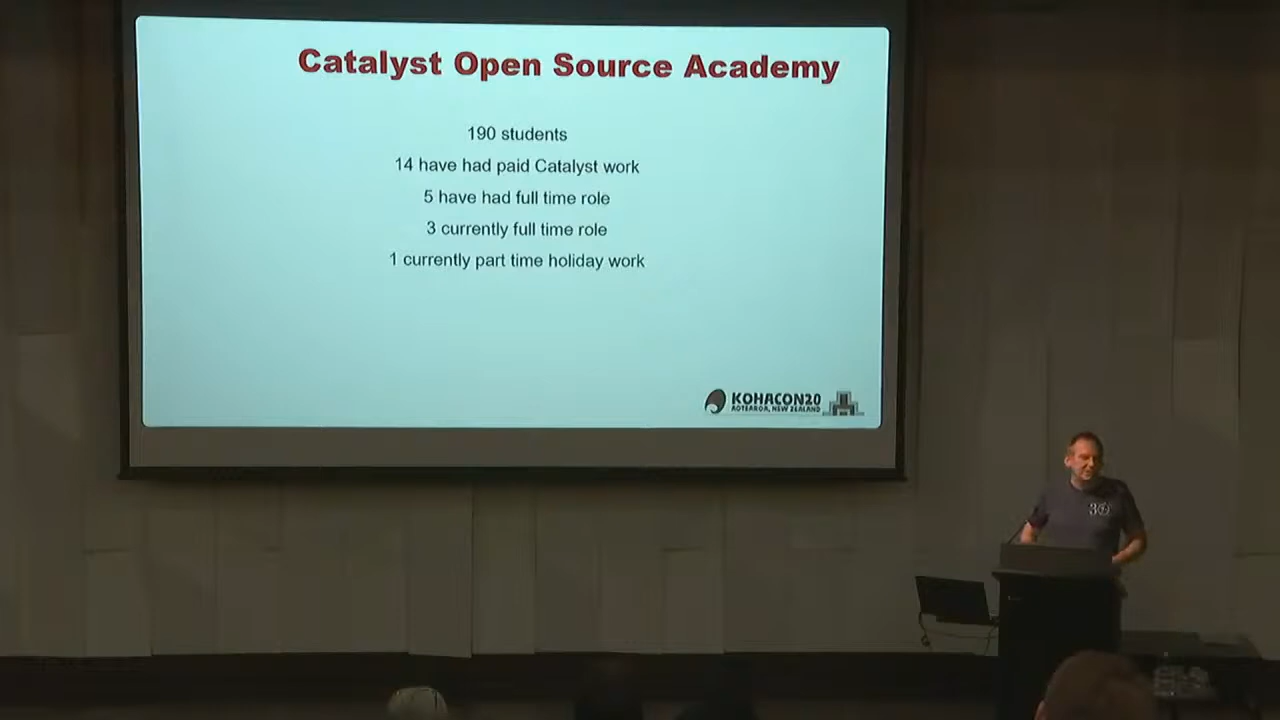 Catalyst Open Source Academy
190 students
14 have had paid Catalyst work
5 have had full time role
3 currently full time role
1 currently part time holiday work
KOHACON20
AOTEAROA, NEW ZEALAND